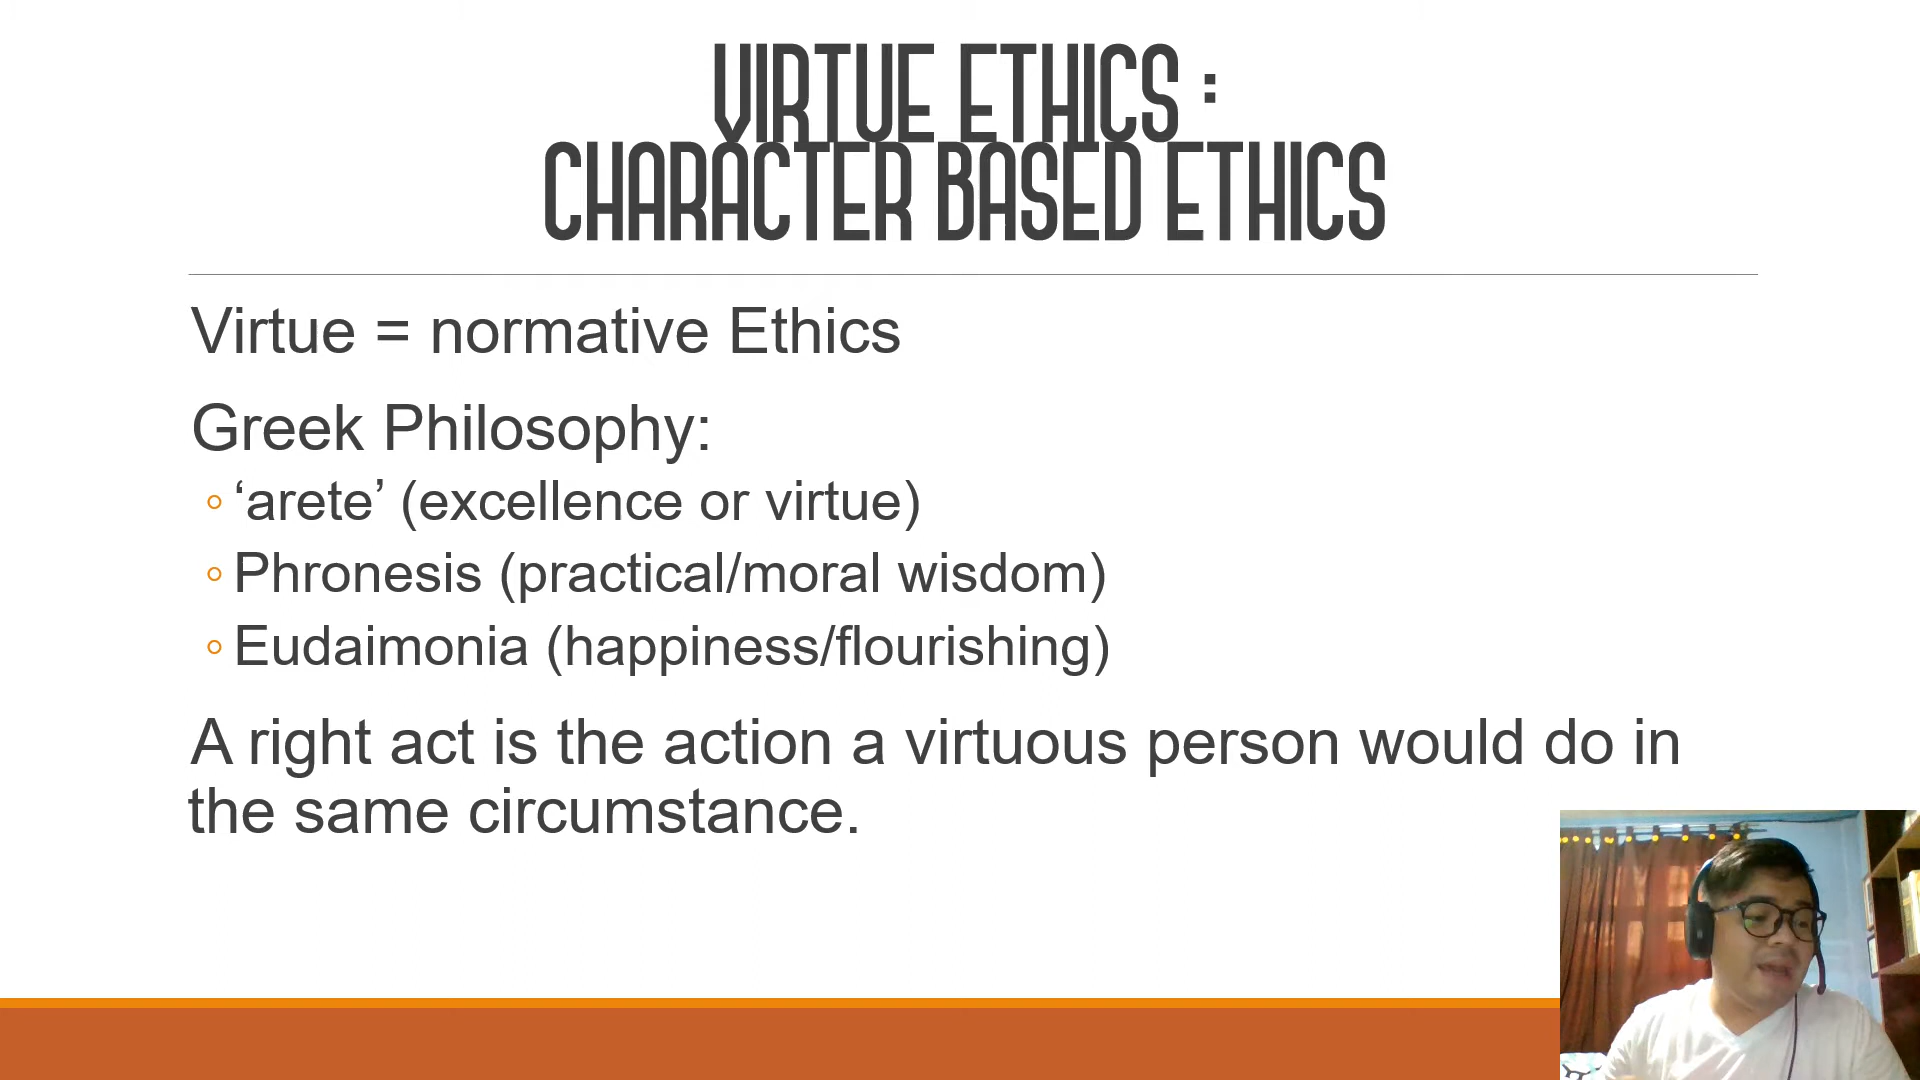 VIRTUE ETHICS :
CHARACTER BASED ETHICS
Virtue = normative Ethics
Greek Philosophy:
‘arete’ (excellence or virtue)
Phronesis (practical/moral wisdom)
Eudaimonia (happiness/flourishing)
A right act is the action a virtuous person would do in
the same circumstance.